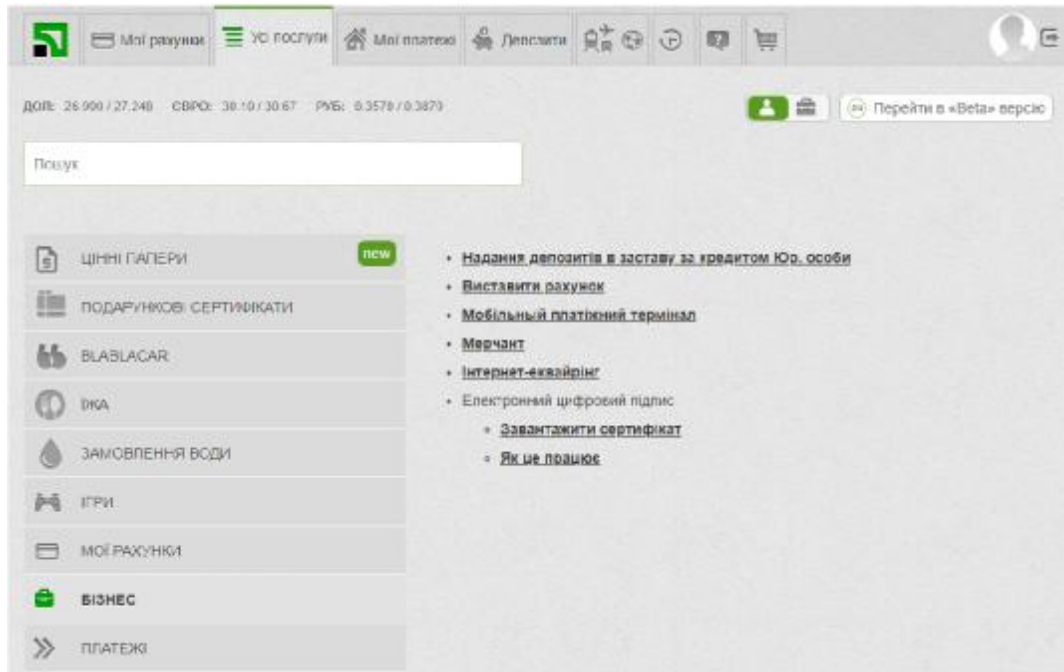 Мої рахунки Усі послуги Мої платежі Депозити
ДОЛ: 26.900 / 27.248 ЄВРО: 30.10 / 30.67 РУБ: 0.3570 / 0.3870
Перейти в «Beta» версію
Пошук
ЦІННІ ПАПЕРИ new
ПОДАРУНКОВІ СЕРТИФІКАТИ
BLABLACAR
ЇЖА
ЗАМОВЛЕННЯ ВОДИ
ІГРИ
МОЇ РАХУНКИ
БІЗНЕС
ПЛАТЕЖІ
Надання депозитів в заставу за кредитом Юр. особи
Виставити рахунок
Мобільный платіжний термінал
Мерчант
Інтернет-еквайрінг
Електронний цифровий підпис
Завантажити сертифікат
Як це працює